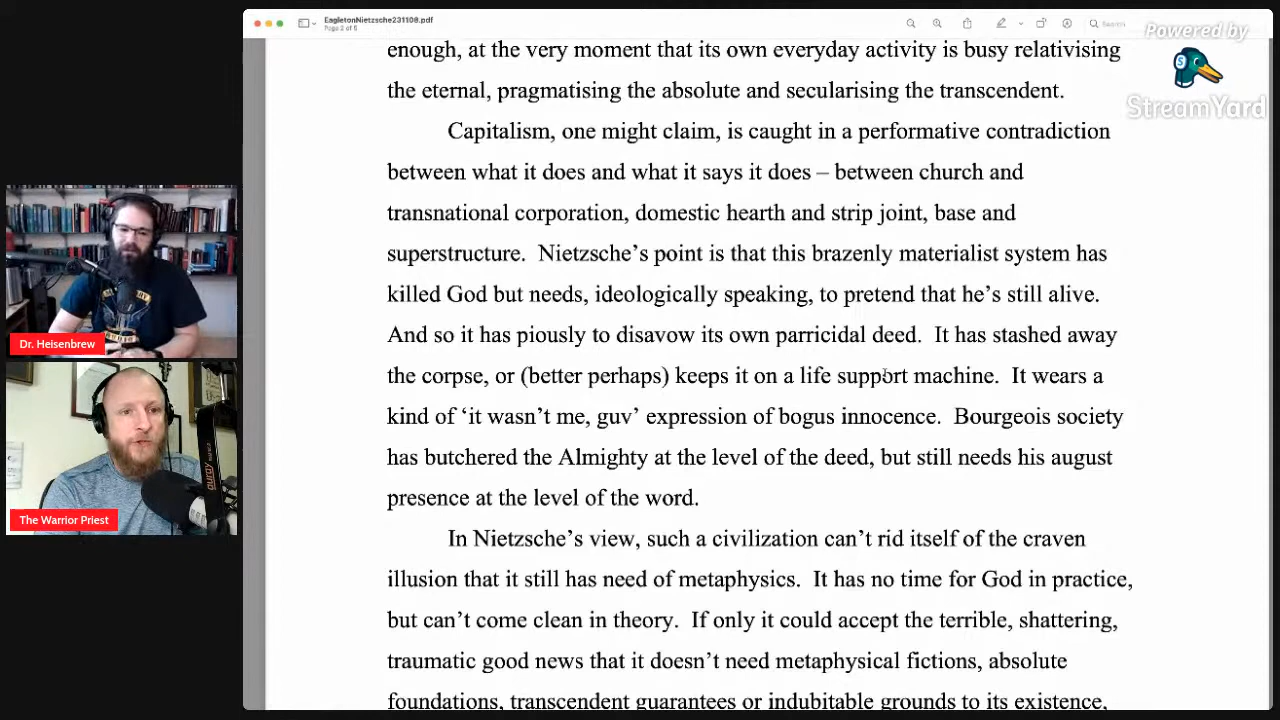 EagletonNietzsche231108.pdf
Page 2 of 5
Search
Powered by
S
StreamYard
enough, at the very moment that its own everyday activity is busy relativising
the eternal, pragmatising the absolute and secularising the transcendent.
Capitalism, one might claim, is caught in a performative contradiction
between what it does and what it says it does – between church and
transnational corporation, domestic hearth and strip joint, base and
superstructure.  Nietzsche’s point is that this brazenly materialist system has
killed God but needs, ideologically speaking, to pretend that he’s still alive.
And so it has piously to disavow its own parricidal deed.  It has stashed away
the corpse, or (better perhaps) keeps it on a life support machine.  It wears a
kind of ‘it wasn’t me, guv’ expression of bogus innocence.  Bourgeois society
has butchered the Almighty at the level of the deed, but still needs his august
presence at the level of the word.
In Nietzsche’s view, such a civilization can’t rid itself of the craven
illusion that it still has need of metaphysics.  It has no time for God in practice,
but can’t come clean in theory.  If only it could accept the terrible, shattering,
traumatic good news that it doesn’t need metaphysical fictions, absolute
foundations, transcendent guarantees or indubitable grounds to its existence,
Dr. Heisenbrew
The Warrior Priest